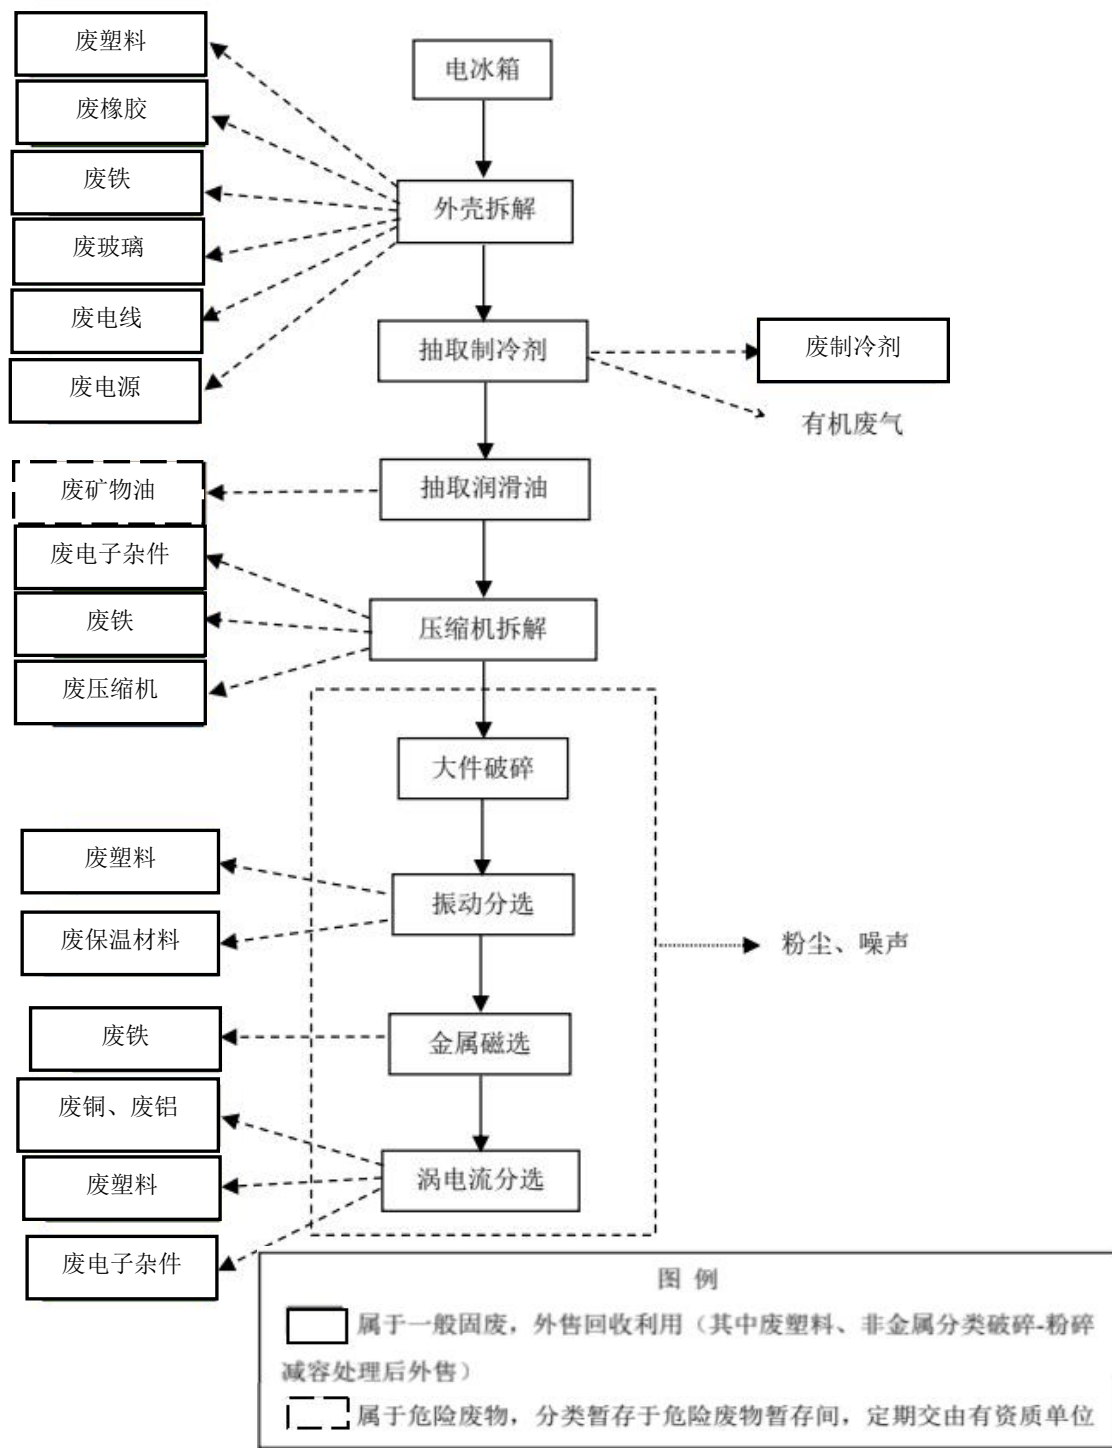 废塑料
电冰箱
废橡胶
废铁
外壳拆解
废玻璃
废电线
抽取制冷剂
废制冷剂
废电源
有机废气
废矿物油
抽取润滑油
废电子杂件
废铁
压缩机拆解
废压缩机
大件破碎
废塑料
振动分选
废保温材料
粉尘、噪声
废铁
金属磁选
废铜、废铝
废塑料
涡电流分选
废电子杂件
图 例
属于一般固废，外售回收利用（其中废塑料、非金属分类破碎-粉碎
减容处理后外售）
属于危险废物，分类暂存于危险废物暂存间，定期交由有资质单位